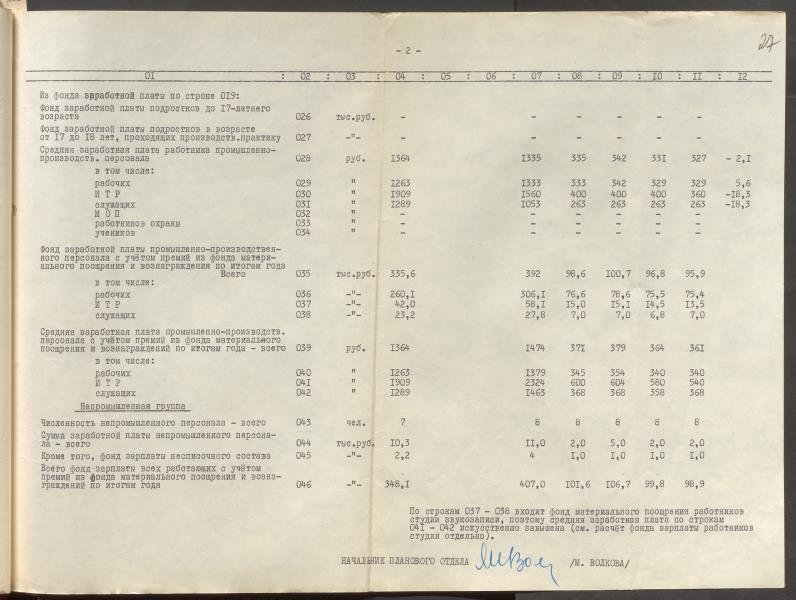 27
- 2 -
01 : 02 : 03 : 04 : 05 : 06 : 07 : 08 : 09 : 10 : 11 : 12
Из фонда заработной платы по строке 019:
Фонд заработной платы подростков до 17-летнего
возраста 026 тыс.руб. - - - - - -
Фонд заработной платы подростков в возрасте
от 17 до 18 лет, проходящих производств.практику 027 -"- - - - - - -
Средняя заработная плата работника промышленно-
производств. персонала 028 руб. 1364 1335 335 342 331 327 - 2,1
в том числе:
рабочих 029 " 1263 1333 333 342 329 329 5,6
И Т Р 030 " 1909 1560 400 400 400 360 -18,3
служащих 031 " 1289 1053 263 263 263 263 -18,3
М О П 032 " - - - - - -
работников охраны 033 " - - - - - -
учеников 034 " - - - - - -
Фонд заработной платы промышленно-производствен-
ного персонала с учётом премий из фонда матери-
ального поощрения и вознаграждения по итогам года
Всего 035 тыс.руб. 335,6 392 98,6 100,7 96,8 95,9
в том числе:
рабочих 036 -"- 260,1 306,1 76,6 78,6 75,5 75,4
И Т Р 037 -"- 42,0 58,1 15,0 15,1 14,5 13,5
служащих 038 -"- 23,2 27,8 7,0 7,0 6,8 7,0
Средняя заработная плата промышленно-производств.
персонала с учётом премий из фонда материального
поощрения и вознаграждений по итогам года - всего 039 руб. 1364 1474 371 379 364 361
в том числе:
рабочих 040 " 1263 1379 345 354 340 340
И Т Р 041 " 1909 2324 600 604 580 540
служащих 042 " 1289 1463 368 368 358 368
Непромышленная группа
Численность непромышленного персонала - всего 043 чел. 7 8 8 8 8 8
Сумма заработной платы непромышленного персона-
ла - всего 044 тыс.руб. 10,3 11,0 2,0 5,0 2,0 2,0
Кроме того, фонд зарплаты несписочного состава 045 -"- 2,2 4 1,0 1,0 1,0 1,0
Всего фонд зарплаты всех работающих с учётом
премий из фонда материального поощрения и возна-
граждений по итогам года 046 -"- 348,1 407,0 101,6 106,7 99,8 98,9
По строкам 037 - 038 входит фонд материального поощрения работников
студии звукозаписи, поэтому средняя заработная плата по строкам
041 - 042 искусственно завышена (см. расчёт фонда зарплаты работников
студии отдельно).
НАЧАЛЬНИК ПЛАНОВОГО ОТДЕЛА /М. ВОЛКОВА/